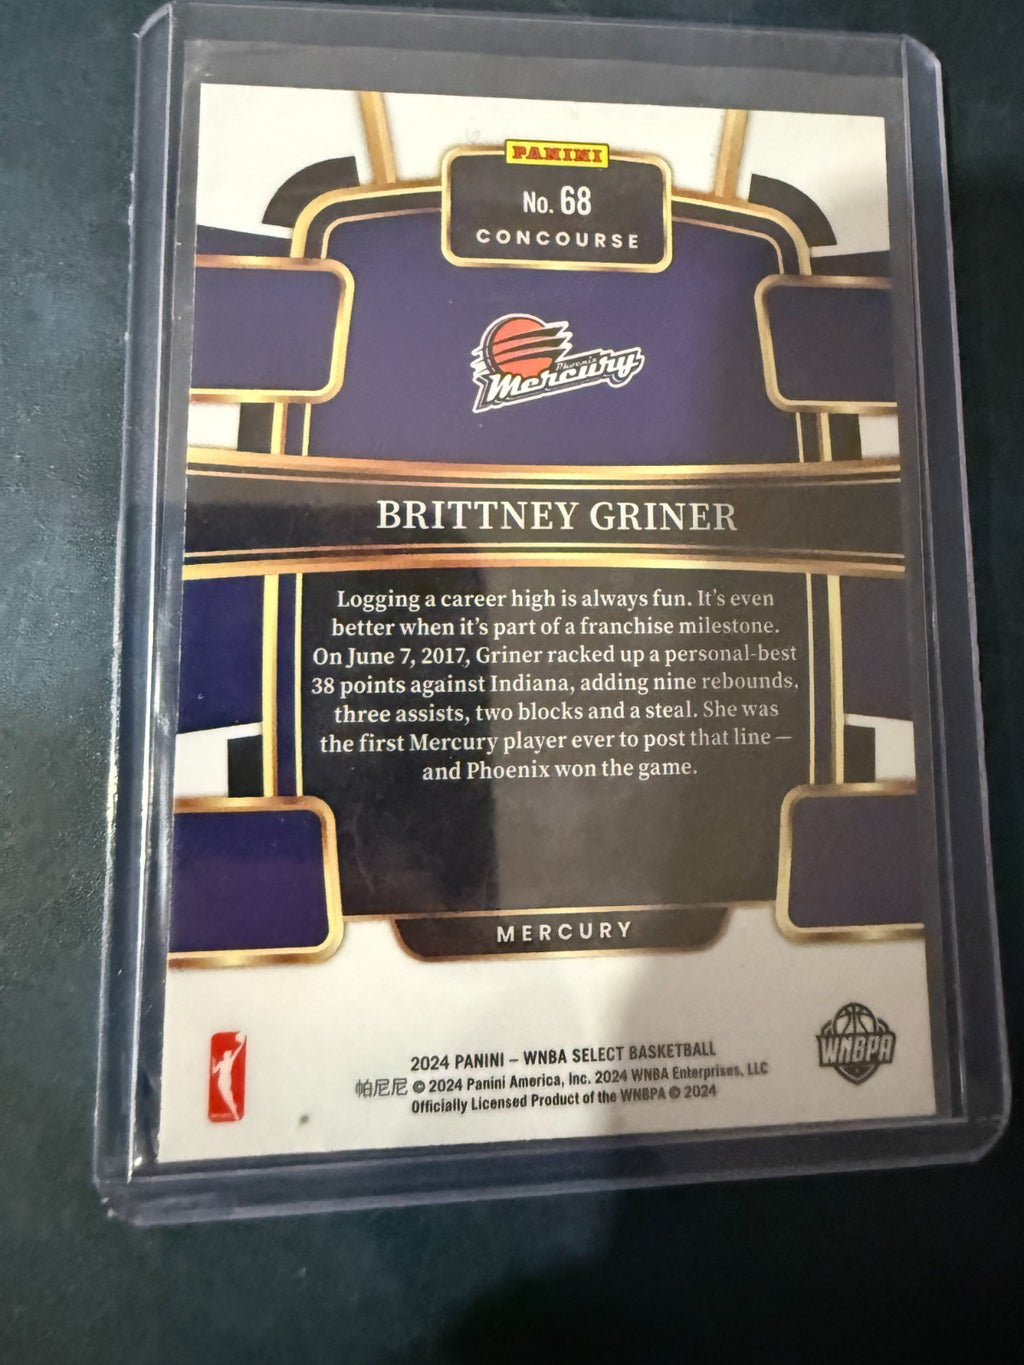 PANINI
No. 68
CONCOURSE
Phoenix
Mercury
BRITTNEY GRINER
Logging a career high is always fun. It's even
better when it's part of a franchise milestone.
On June 7, 2017, Griner racked up a personal-best
38 points against Indiana, adding nine rebounds,
three assists, two blocks and a steal. She was
the first Mercury player ever to post that line —
and Phoenix won the game.
MERCURY
WNBPA
2024 PANINI – WNBA SELECT BASKETBALL
帕尼尼 © 2024 Panini America, Inc. 2024 WNBA Enterprises, LLC
Officially Licensed Product of the WNBPA © 2024